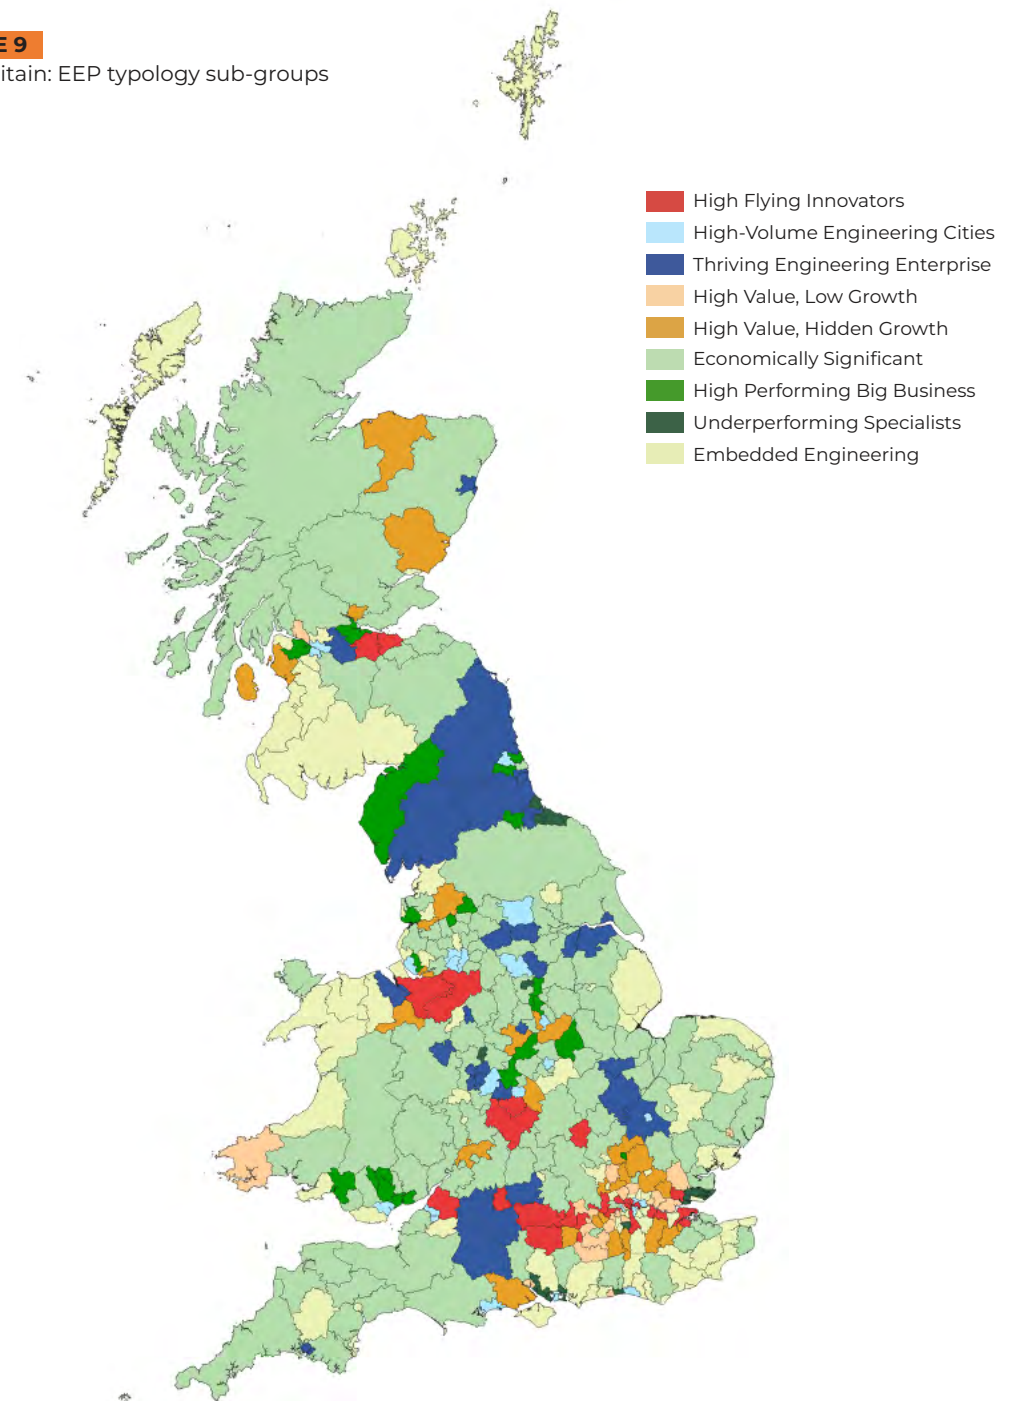 E 9
itain: EEP typology sub-groups
High Flying Innovators
High-Volume Engineering Cities
Thriving Engineering Enterprise
High Value, Low Growth
High Value, Hidden Growth
Economically Significant
High Performing Big Business
Underperforming Specialists
Embedded Engineering